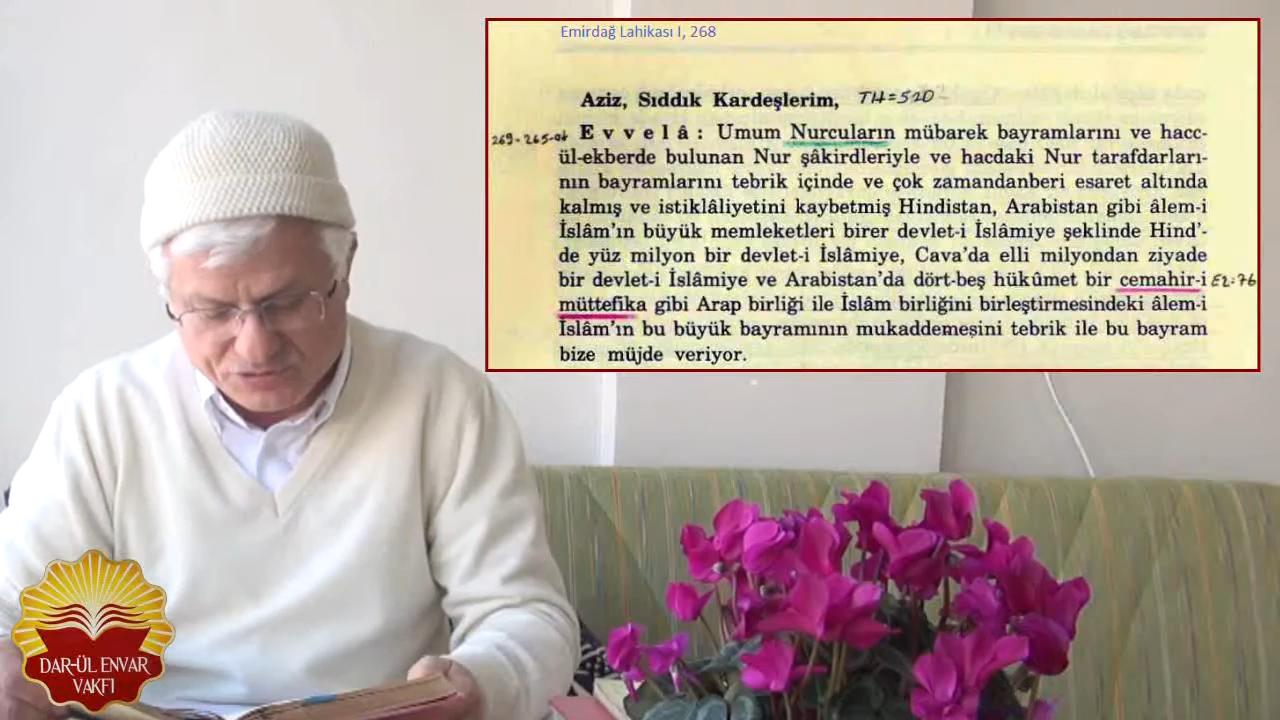 Emirdağ Lahikası I, 268
Aziz, Sıddık Kardeşlerim, TH=520
269-265-
E v v e l â : Umum Nurcuların mübarek bayramlarını ve hacc-
ül-ekberde bulunan Nur şâkirdleriyle ve hacdaki Nur tarafdarları-
nın bayramlarını tebrik içinde ve çok zamandanberi esaret altında
kalmış ve istiklâliyetini kaybetmiş Hindistan, Arabistan gibi âlem-i
İslâm'ın büyük memleketleri birer devlet-i İslâmiye şeklinde Hind'-
de yüz milyon bir devlet-i İslâmiye, Cava'da elli milyondan ziyade
bir devlet-i İslâmiye ve Arabistan'da dört-beş hükûmet bir cemahir-i E2:76
müttefika gibi Arap birliği ile İslâm birliğini birleştirmesindeki âlem-i
İslâm'ın bu büyük bayramının mukaddemesini tebrik ile bu bayram
bize müjde veriyor.
DAR-ÜL ENVAR
VAKFI